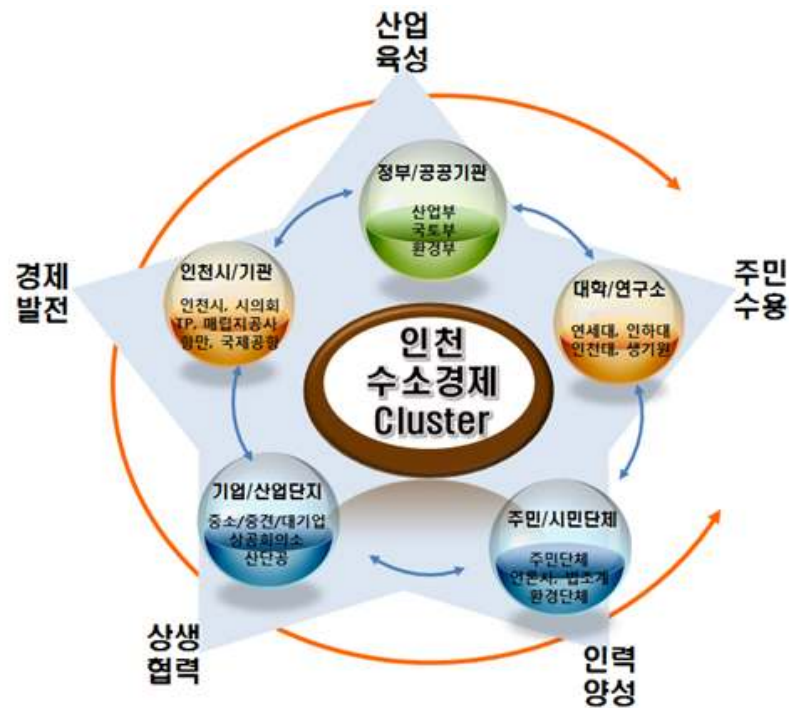 산업
육성
정부/공공기관
산업부
국토부
환경부
경제
발전
인천시/기관
인천시, 시의회
TP, 매립지공사
항만, 국제공항
주민
수용
대학/연구소
연세대, 인하대
인천대, 생기원
인천
수소경제
Cluster
기업/산업단지
중소/중견/대기업
상공회의소
산단공
주민/시민단체
주민단체
언론사, 법조계
환경단체
상생
협력
인력
양성